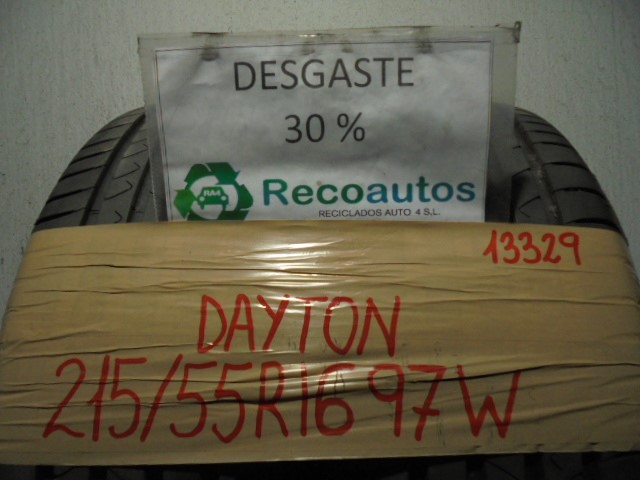 DESGASTE
30 %
RA4
Recoautos
RECICLADOS AUTO 4 S.L.
13329
DAYTON
215/55R16 97W